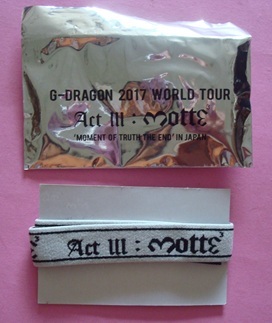 G-DRAGON 2017 WORLD TOUR
Act III : Motte
'MOMENT OF TRUTH THE END' IN JAPAN
Act III : Motte